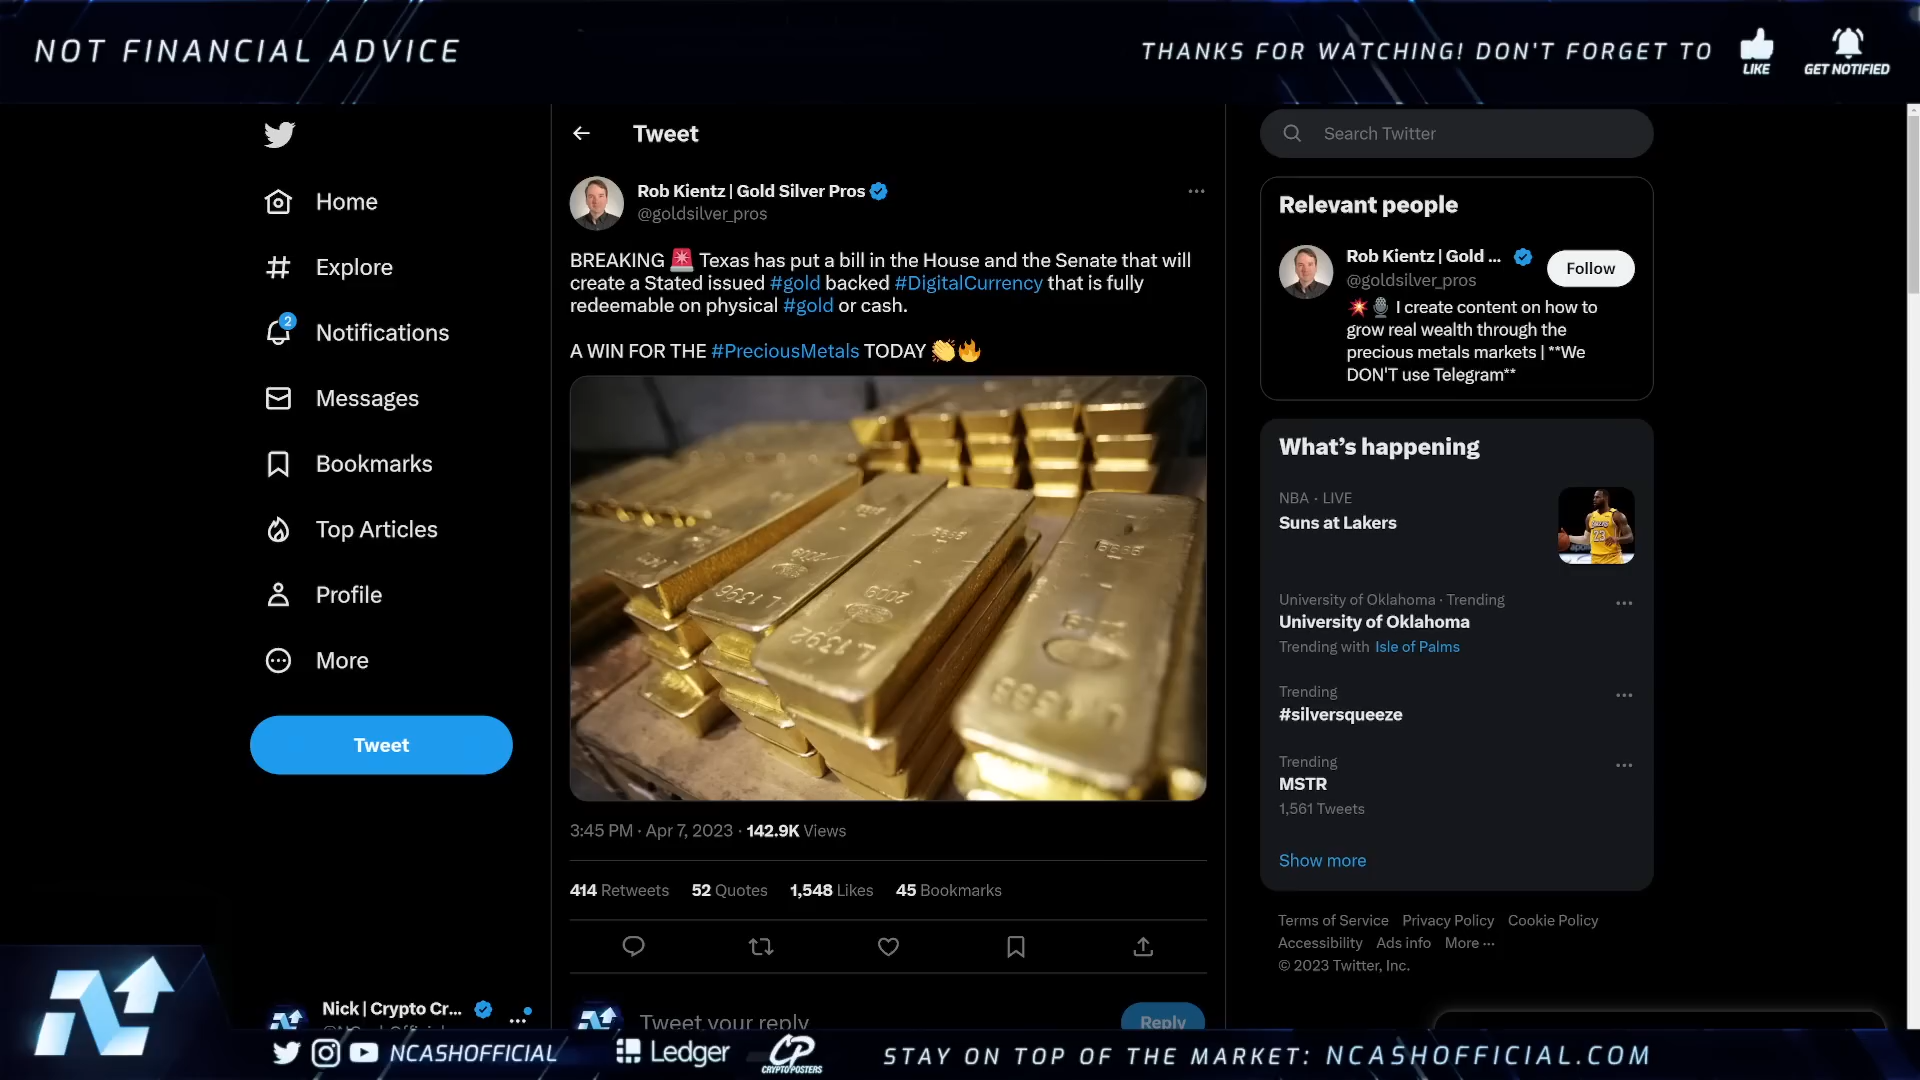 NOT FINANCIAL ADVICE
THANKS FOR WATCHING! DON'T FORGET TO
LIKE
GET NOTIFIED
Home
Explore
2
Notifications
Messages
Bookmarks
Top Articles
Profile
More
Tweet
Nick | Crypto Cr...
Tweet
Rob Kientz | Gold Silver Pros
@goldsilver_pros
BREAKING 🚨 Texas has put a bill in the House and the Senate that will
create a Stated issued #gold backed #DigitalCurrency that is fully
redeemable on physical #gold or cash.
A WIN FOR THE #PreciousMetals TODAY 👏🔥
L1396
2009
L1392
2009
3:45 PM · Apr 7, 2023 · 142.9K Views
414 Retweets 52 Quotes 1,548 Likes 45 Bookmarks
Tweet your reply
Reply
Search Twitter
Relevant people
Rob Kientz | Gold ...
@goldsilver_pros
Follow
💥🎙️ I create content on how to
grow real wealth through the
precious metals markets | **We
DON'T use Telegram**
What's happening
NBA · LIVE
Suns at Lakers
23
University of Oklahoma · Trending
University of Oklahoma
Trending with Isle of Palms
Trending
#silversqueeze
Trending
MSTR
1,561 Tweets
Show more
Terms of Service Privacy Policy Cookie Policy
Accessibility Ads info More ...
© 2023 Twitter, Inc.
NCASHOFFICIAL
Ledger
CP
CRYPTOPOSTERS
STAY ON TOP OF THE MARKET: NCASHOFFICIAL.COM